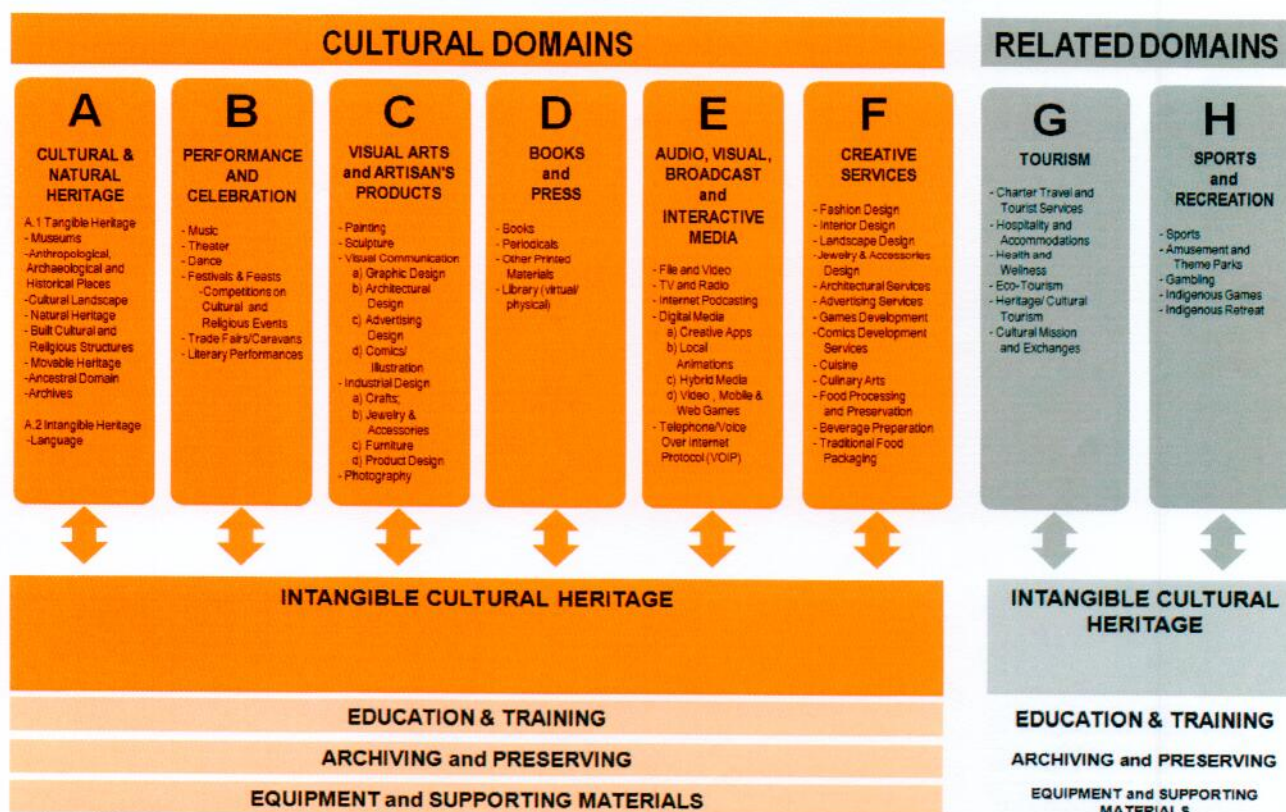 CULTURAL DOMAINS
A
CULTURAL &
NATURAL
HERITAGE
A.1 Tangible Heritage
- Museums
-Anthropological,
Archaeological and
Historical Places
-Cultural Landscape
- Natural Heritage
- Built Cultural and
Religious Structures
- Movable Heritage
- Ancestral Domain
-Archives
A.2 Intangible Heritage
-Language
B
PERFORMANCE
AND
CELEBRATION
- Music
- Theater
- Dance
- Festivals & Feasts
-Competitions on
Cultural and
Religious Events
- Trade Fairs/Caravans
- Literary Performances
C
VISUAL ARTS
and ARTISAN'S
PRODUCTS
- Painting
- Sculpture
- Visual Communication
a) Graphic Design
b) Architectural
Design
c) Advertising
Design
d) Comics/
Illustration
- Industrial Design
a) Crafts;
b) Jewelry &
Accessories
c) Furniture
d) Product Design
- Photography
D
BOOKS
and
PRESS
- Books
- Periodicals
- Other Printed
Materials
- Library (virtual/
physical)
E
AUDIO, VISUAL,
BROADCAST
and
INTERACTIVE
MEDIA
- File and Video
- TV and Radio
- Internet Podcasting
- Digital Media
a) Creative Apps
b) Local
Animations
c) Hybrid Media
d) Video , Mobile &
Web Games
- Telephone/Voice
Over Internet
Protocol (VOIP)
F
CREATIVE
SERVICES
- Fashion Design
- Interior Design
- Landscape Design
-Jewelry & Accessories
Design
- Architectural Services
- Advertising Services
- Games Development
-Comics Development
Services
- Cuisine
- Culinary Arts
- Food Processing
and Preservation
- Beverage Preparation
- Traditional Food
Packaging
INTANGIBLE CULTURAL HERITAGE
EDUCATION & TRAINING
ARCHIVING and PRESERVING
EQUIPMENT and SUPPORTING MATERIALS
RELATED DOMAINS
G
TOURISM
- Charter Travel and
Tourist Services
- Hospitality and
Accommodations
- Health and
Wellness
- Eco-Tourism
- Heritage/ Cultural
Tourism
- Cultural Mission
and Exchanges
H
SPORTS
and
RECREATION
- Sports
- Amusement and
Theme Parks
- Gambling
- Indigenous Games
- Indigenous Retreat
INTANGIBLE CULTURAL
HERITAGE
EDUCATION & TRAINING
ARCHIVING and PRESERVING
EQUIPMENT and SUPPORTING
MATERIALS